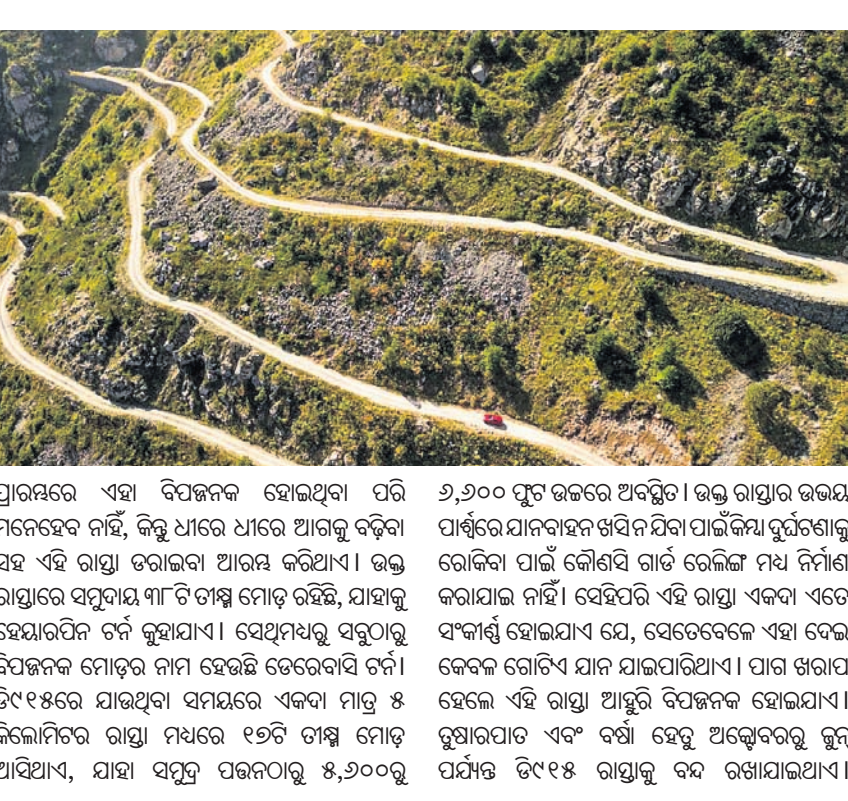 ପ୍ରାରମ୍ଭରେ ଏହା ବିପଜ୍ଜନକ ହୋଇଥିବା ପରି
ମନେହେବ ନାହିଁ, କିନ୍ତୁ ଧୀରେ ଧୀରେ ଆଗକୁ ବଢ଼ିବା
ସହ ଏହି ରାସ୍ତା ଡରାଇବା ଆରମ୍ଭ କରିଥାଏ। ଉକ୍ତ
ରାସ୍ତାରେ ସମୁଦାୟ ୩୮ଟି ତୀକ୍ଷ୍ଣ ମୋଡ଼ ରହିଛି, ଯାହାକୁ
ହେୟାରପିନ ଟର୍ନ କୁହାଯାଏ। ସେଥିମଧ୍ୟରୁ ସବୁଠାରୁ
ବିପଜ୍ଜନକ ମୋଡ଼ର ନାମ ହେଉଛି ଡେରେବାସି ଟର୍ନ।
ଡି୯୧୫ରେ ଯାଉଥିବା ସମୟରେ ଏକଦା ମାତ୍ର ୫
କିଲୋମିଟର ରାସ୍ତା ମଧ୍ୟରେ ୧୭ଟି ତୀକ୍ଷ୍ଣ ମୋଡ଼
ଆସିଥାଏ, ଯାହା ସମୁଦ୍ର ପତ୍ତନଠାରୁ ୫,୬୦୦ରୁ
୬,୬୦୦ ଫୁଟ ଉଚ୍ଚରେ ଅବସ୍ଥିତ। ଉକ୍ତ ରାସ୍ତାର ଉଭୟ
ପାର୍ଶ୍ୱରେ ଯାନବାହନ ଖସି ନ ଯିବା ପାଇଁ କିମ୍ବା ଦୁର୍ଘଟଣାକୁ
ରୋକିବା ପାଇଁ କୌଣସି ଗାର୍ଡ ରେଲିଙ୍ଗ ମଧ୍ୟ ନିର୍ମାଣ
କରାଯାଇ ନାହିଁ। ସେହିପରି ଏହି ରାସ୍ତା ଏକଦା ଏତେ
ସଂକୀର୍ଣ୍ଣ ହୋଇଯାଏ ଯେ, ସେତେବେଳେ ଏହା ଦେଇ
କେବଳ ଗୋଟିଏ ଯାନ ଯାଇପାରିଥାଏ। ପାଗ ଖରାପ
ହେଲେ ଏହି ରାସ୍ତା ଆହୁରି ବିପଜ୍ଜନକ ହୋଇଯାଏ।
ତୁଷାରପାତ ଏବଂ ବର୍ଷା ହେତୁ ଅକ୍ଟୋବରରୁ ଜୁନ୍
ପର୍ଯ୍ୟନ୍ତ ଡି୯୧୫ ରାସ୍ତାକୁ ବନ୍ଦ ରଖାଯାଇଥାଏ।